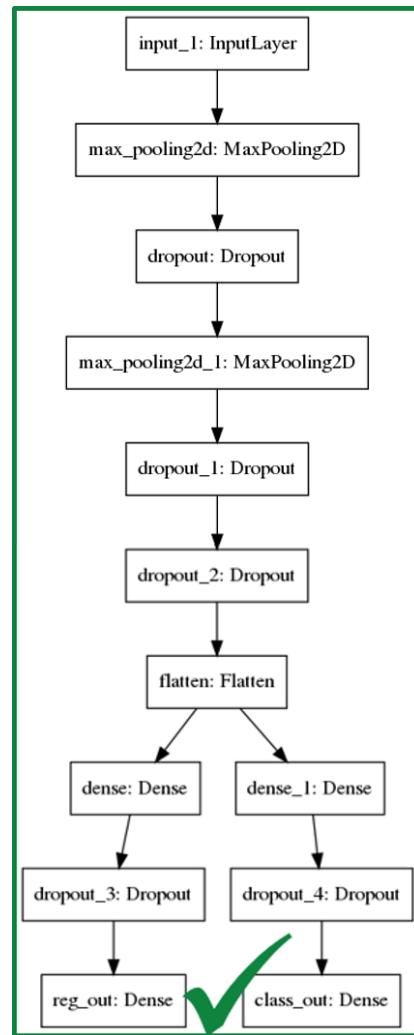 input_1: InputLayer
max_pooling2d: MaxPooling2D
dropout: Dropout
max_pooling2d_1: MaxPooling2D
dropout_1: Dropout
dropout_2: Dropout
flatten: Flatten
dense: Dense
dense_1: Dense
dropout_3: Dropout
dropout_4: Dropout
reg_out: Dense
class_out: Dense